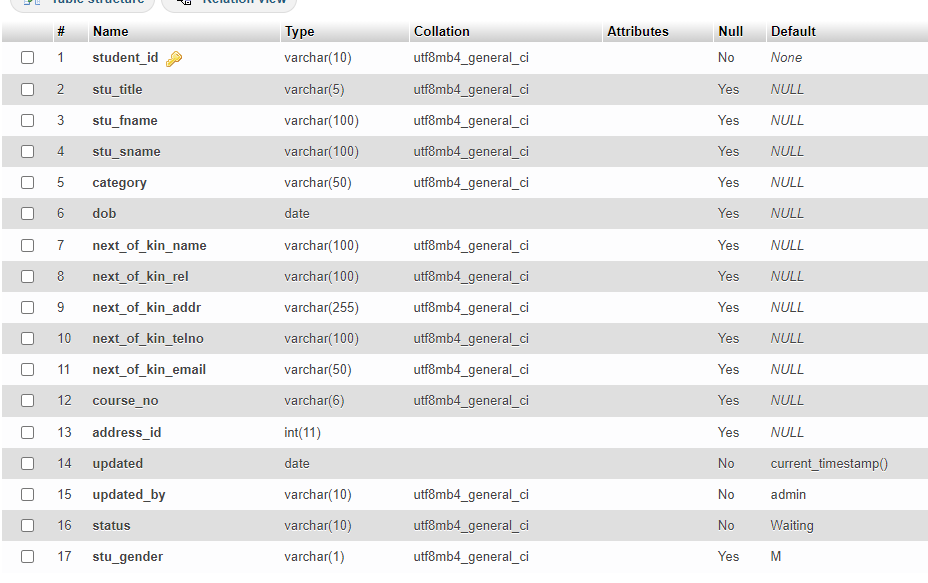 Table structure Relation view
# Name Type Collation Attributes Null Default
1 student_id varchar(10) utf8mb4_general_ci No None
2 stu_title varchar(5) utf8mb4_general_ci Yes NULL
3 stu_fname varchar(100) utf8mb4_general_ci Yes NULL
4 stu_sname varchar(100) utf8mb4_general_ci Yes NULL
5 category varchar(50) utf8mb4_general_ci Yes NULL
6 dob date Yes NULL
7 next_of_kin_name varchar(100) utf8mb4_general_ci Yes NULL
8 next_of_kin_rel varchar(100) utf8mb4_general_ci Yes NULL
9 next_of_kin_addr varchar(255) utf8mb4_general_ci Yes NULL
10 next_of_kin_telno varchar(100) utf8mb4_general_ci Yes NULL
11 next_of_kin_email varchar(50) utf8mb4_general_ci Yes NULL
12 course_no varchar(6) utf8mb4_general_ci Yes NULL
13 address_id int(11) Yes NULL
14 updated date No current_timestamp()
15 updated_by varchar(10) utf8mb4_general_ci No admin
16 status varchar(10) utf8mb4_general_ci No Waiting
17 stu_gender varchar(1) utf8mb4_general_ci Yes M